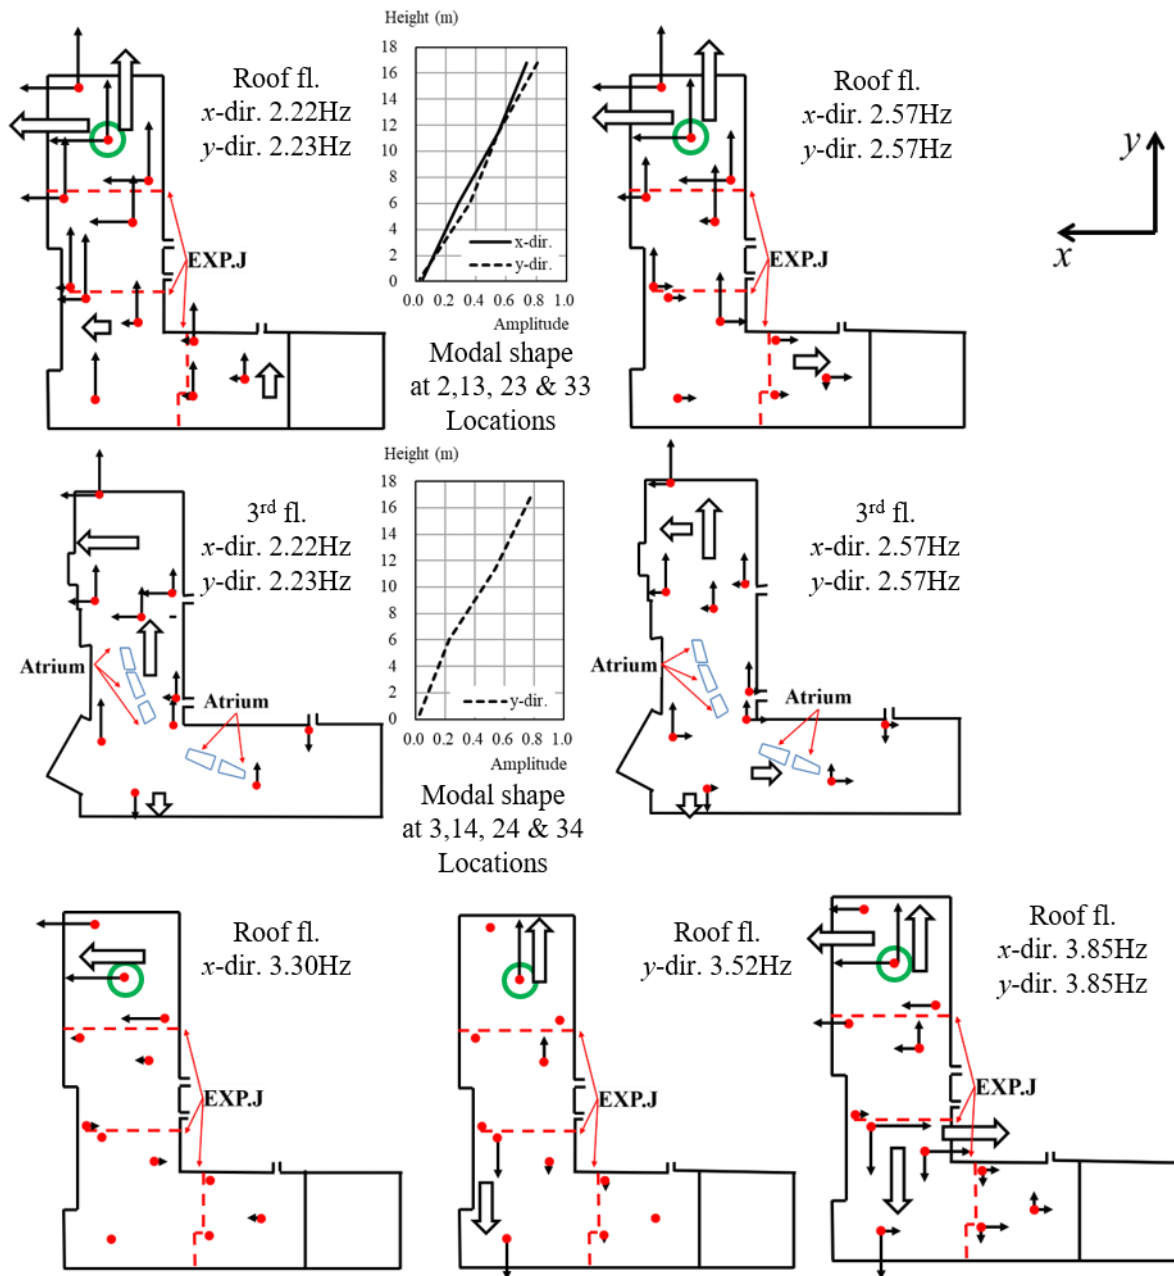 Roof fl.
x-dir. 2.22Hz
y-dir. 2.23Hz
EXP.J
Height (m)
18
16
14
12
10
8
6
4
2
0
x-dir.
y-dir.
0.0 0.2 0.4 0.6 0.8 1.0
Amplitude
Modal shape
at 2,13, 23 & 33
Locations
Roof fl.
x-dir. 2.57Hz
y-dir. 2.57Hz
EXP.J
y
x
3rd fl.
x-dir. 2.22Hz
y-dir. 2.23Hz
Atrium
Atrium
Height (m)
18
16
14
12
10
8
6
4
2
0
y-dir.
0.0 0.2 0.4 0.6 0.8 1.0
Amplitude
Modal shape
at 3,14, 24 & 34
Locations
3rd fl.
x-dir. 2.57Hz
y-dir. 2.57Hz
Atrium
Atrium
Roof fl.
x-dir. 3.30Hz
EXP.J
Roof fl.
y-dir. 3.52Hz
EXP.J
Roof fl.
x-dir. 3.85Hz
y-dir. 3.85Hz
EXP.J